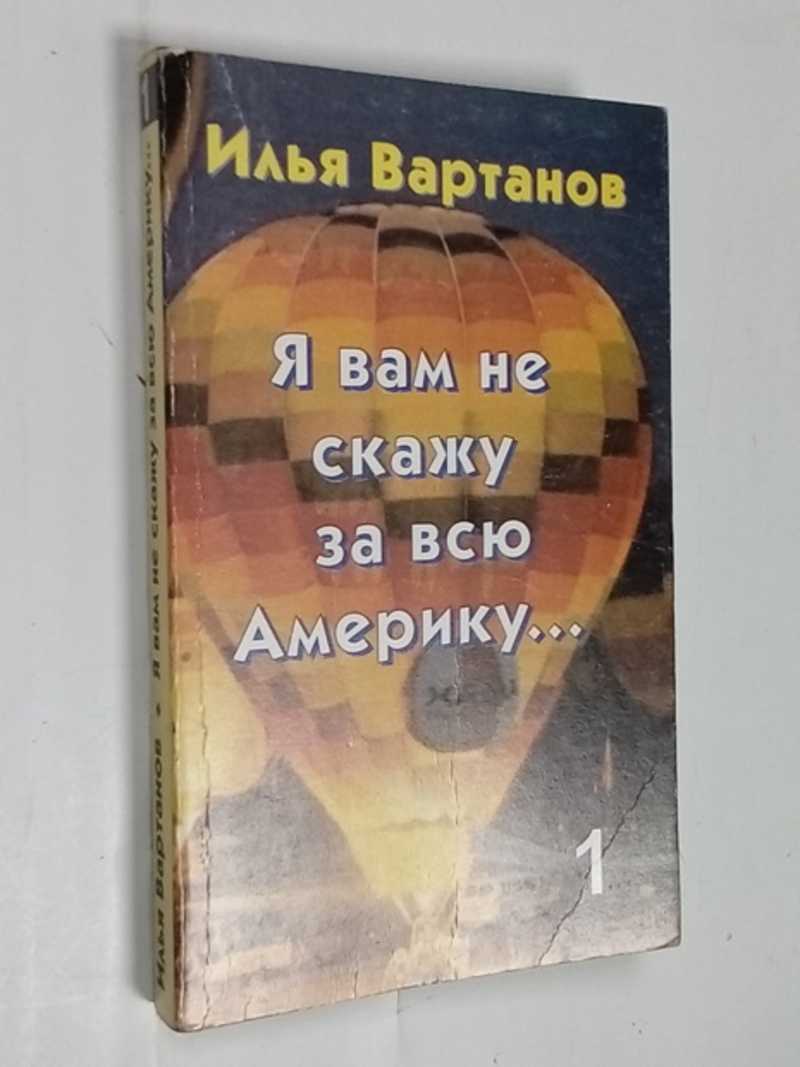 Илья Вартанов
Я вам не
скажу
за всю
Америку...
1
Илья Вартанов • Я вам не скажу за всю Америку...
1